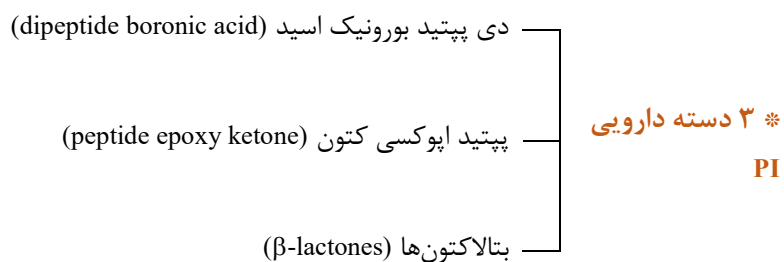 * ۳ دسته دارویی
PI
دی پپتید بورونیک اسید (dipeptide boronic acid)
پپتید اپوکسی کتون (peptide epoxy ketone)
بتالاکتون‌ها (β-lactones)